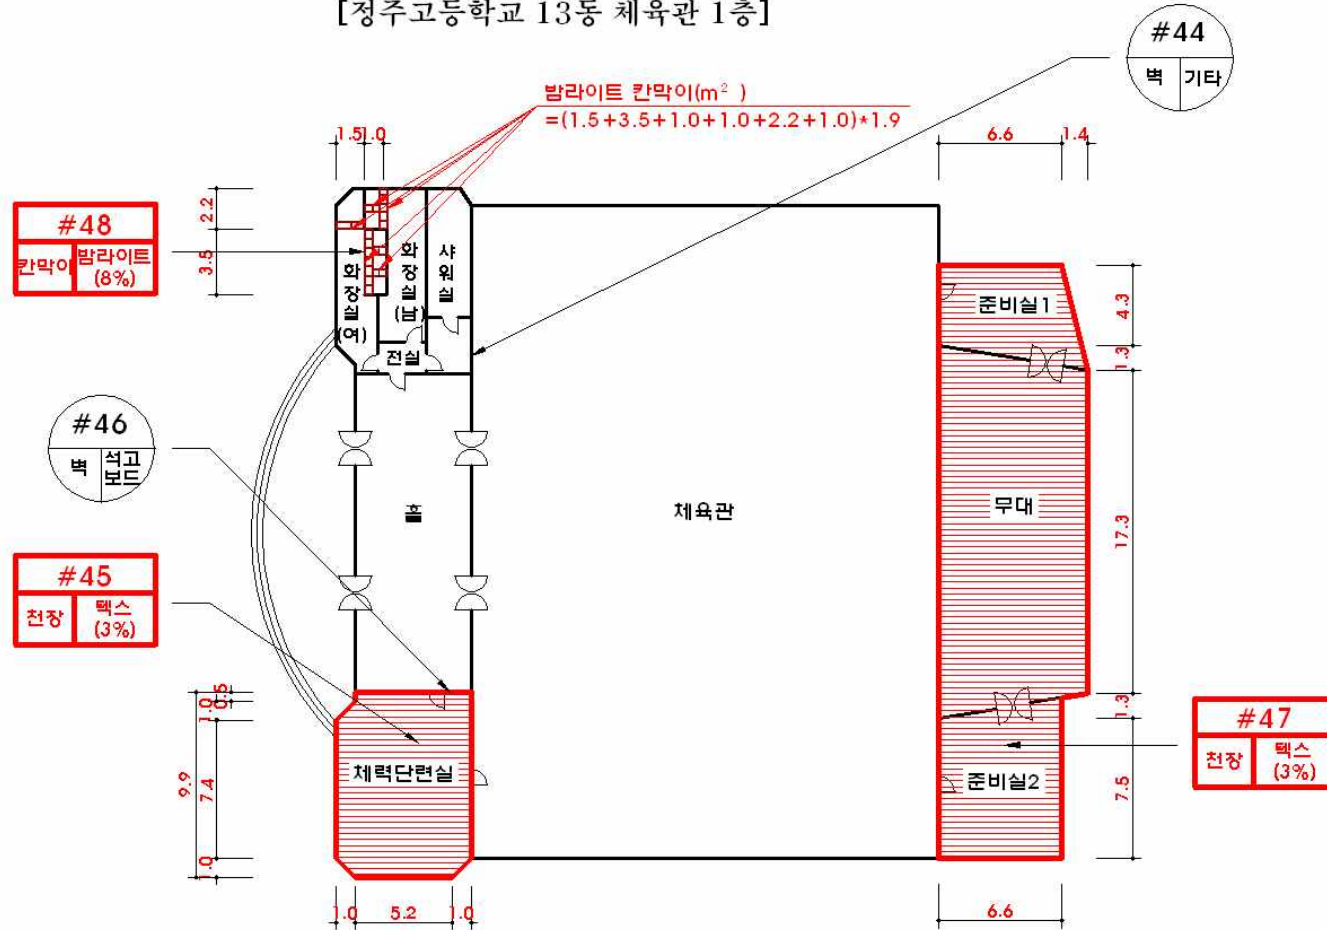 [정주고등학교 13동 체육관 1층]
#44
벽 기타
밤라이트 칸막이(m² )
=(1.5+3.5+1.0+1.0+2.2+1.0)*1.9
1.5 1.0
6.6 1.4
2.2
3.5
#48
칸막이 밤라이트
(8%)
화장실(여)
화장실(남)
샤워실
전실
준비실1
4.3
1.3
#46
벽 석고
보드
홀
체육관
무대
17.3
#45
천장 텍스
(3%)
0.5
1.0
9.9
7.4
1.0
체력단련실
준비실2
1.3
7.5
#47
천장 텍스
(3%)
1.0 5.2 1.0
6.6